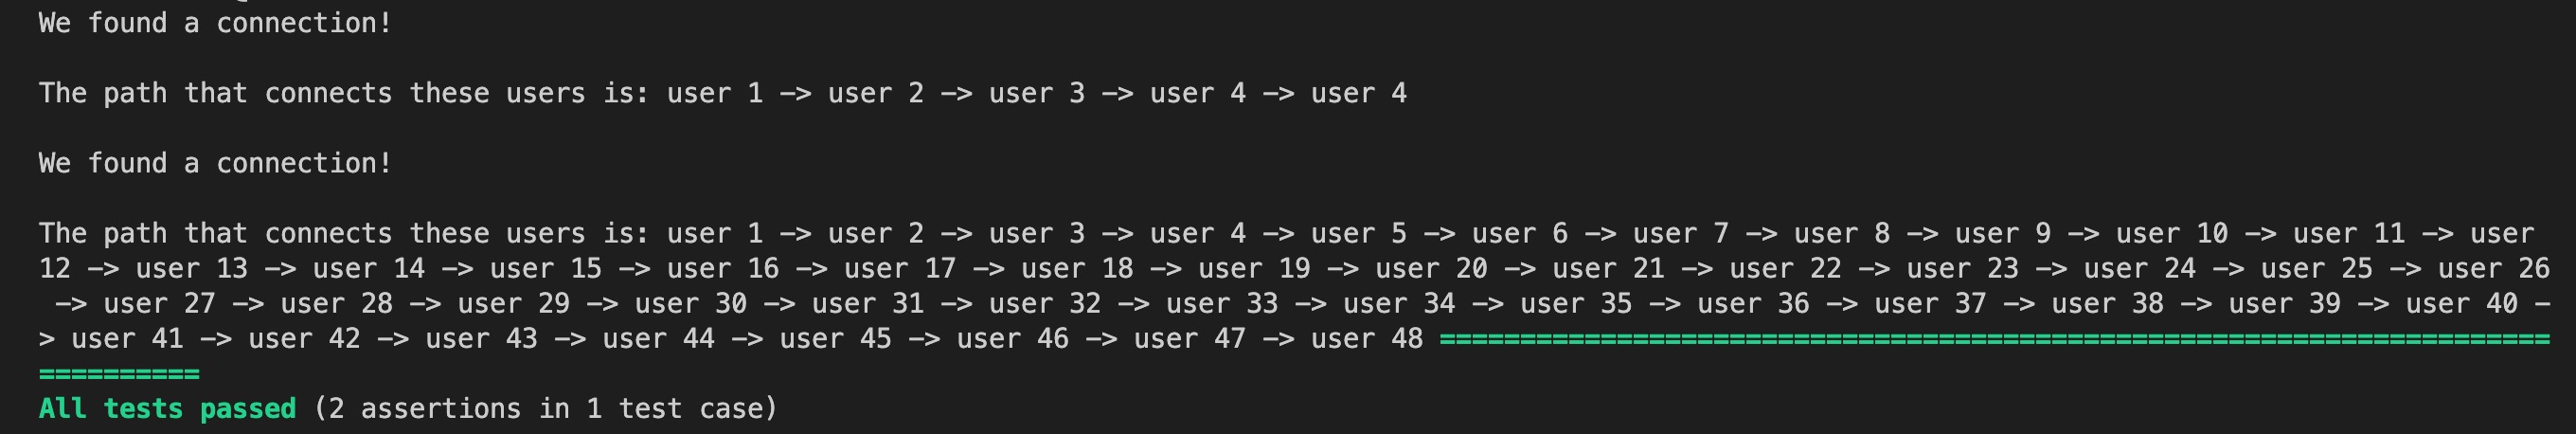 We found a connection!
The path that connects these users is: user 1 -> user 2 -> user 3 -> user 4 -> user 4
We found a connection!
The path that connects these users is: user 1 -> user 2 -> user 3 -> user 4 -> user 5 -> user 6 -> user 7 -> user 8 -> user 9 -> user 10 -> user 11 -> user
12 -> user 13 -> user 14 -> user 15 -> user 16 -> user 17 -> user 18 -> user 19 -> user 20 -> user 21 -> user 22 -> user 23 -> user 24 -> user 25 -> user 26
 -> user 27 -> user 28 -> user 29 -> user 30 -> user 31 -> user 32 -> user 33 -> user 34 -> user 35 -> user 36 -> user 37 -> user 38 -> user 39 -> user 40 -
> user 41 -> user 42 -> user 43 -> user 44 -> user 45 -> user 46 -> user 47 -> user 48 =====================================================================
==========
All tests passed (2 assertions in 1 test case)